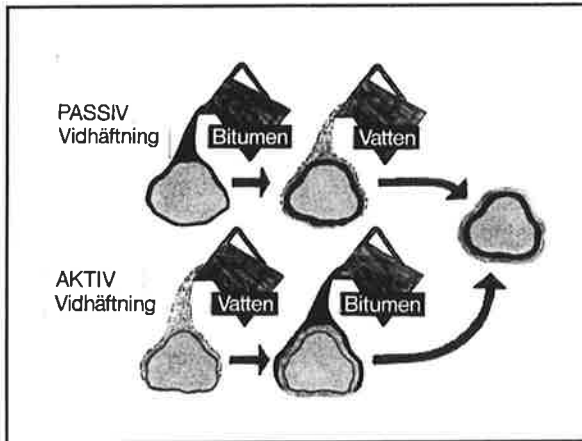 PASSIV
Vidhäftning
Bitumen
Vatten
AKTIV
Vidhäftning
Vatten
Bitumen